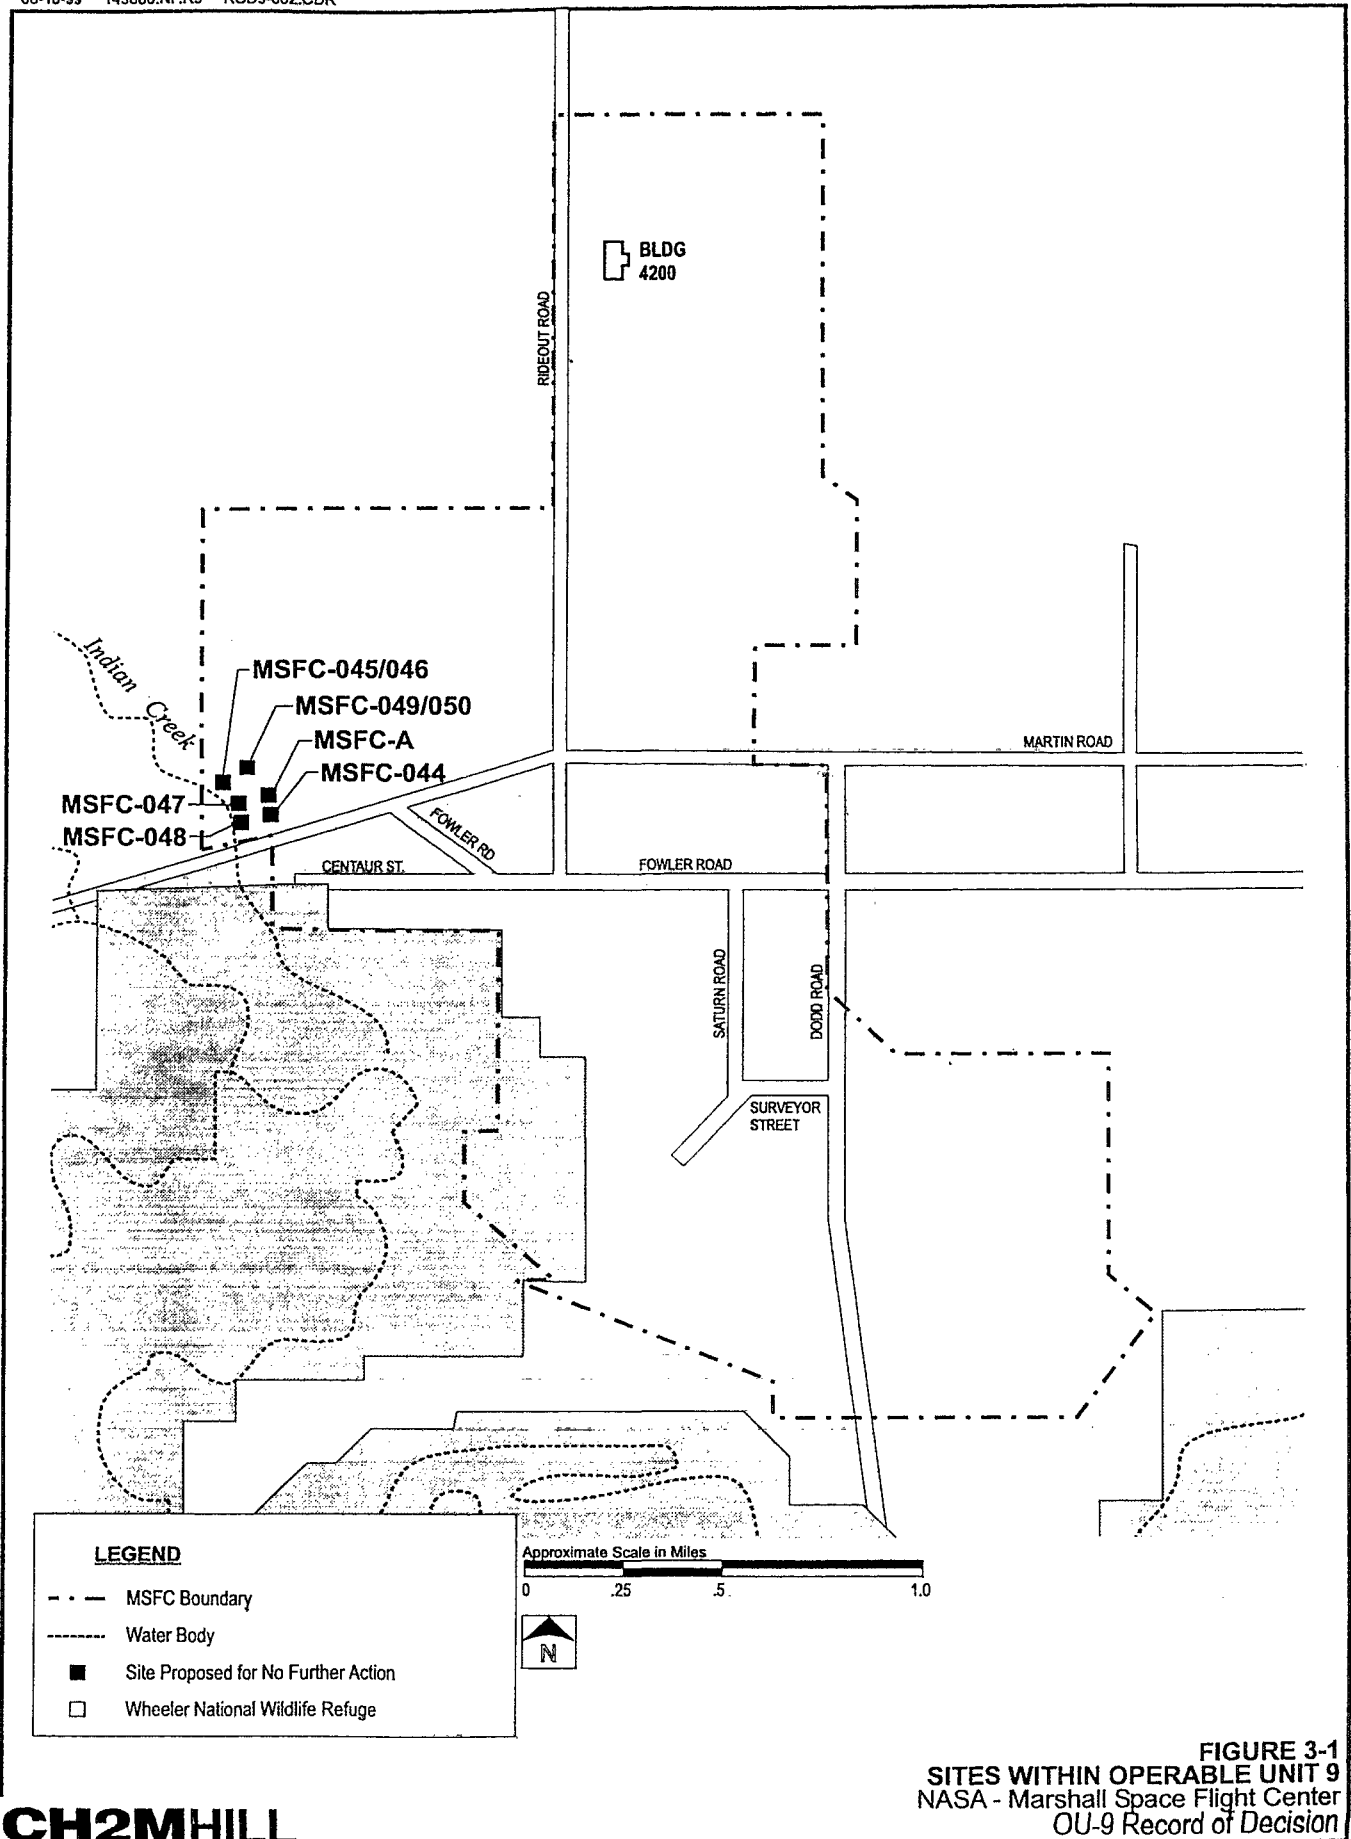 BLDG
4200
RIDEOUT ROAD
Indian Creek
MSFC-045/046
MSFC-049/050
MSFC-A
MSFC-044
MSFC-047
MSFC-048
MARTIN ROAD
FOWLER RD
CENTAUR ST.
FOWLER ROAD
SATURN ROAD
DODD ROAD
SURVEYOR
STREET
LEGEND
MSFC Boundary
Water Body
Site Proposed for No Further Action
Wheeler National Wildlife Refuge
Approximate Scale in Miles
0 .25 .5 1.0
N
FIGURE 3-1
SITES WITHIN OPERABLE UNIT 9
NASA - Marshall Space Flight Center
OU-9 Record of Decision
CH2MHILL